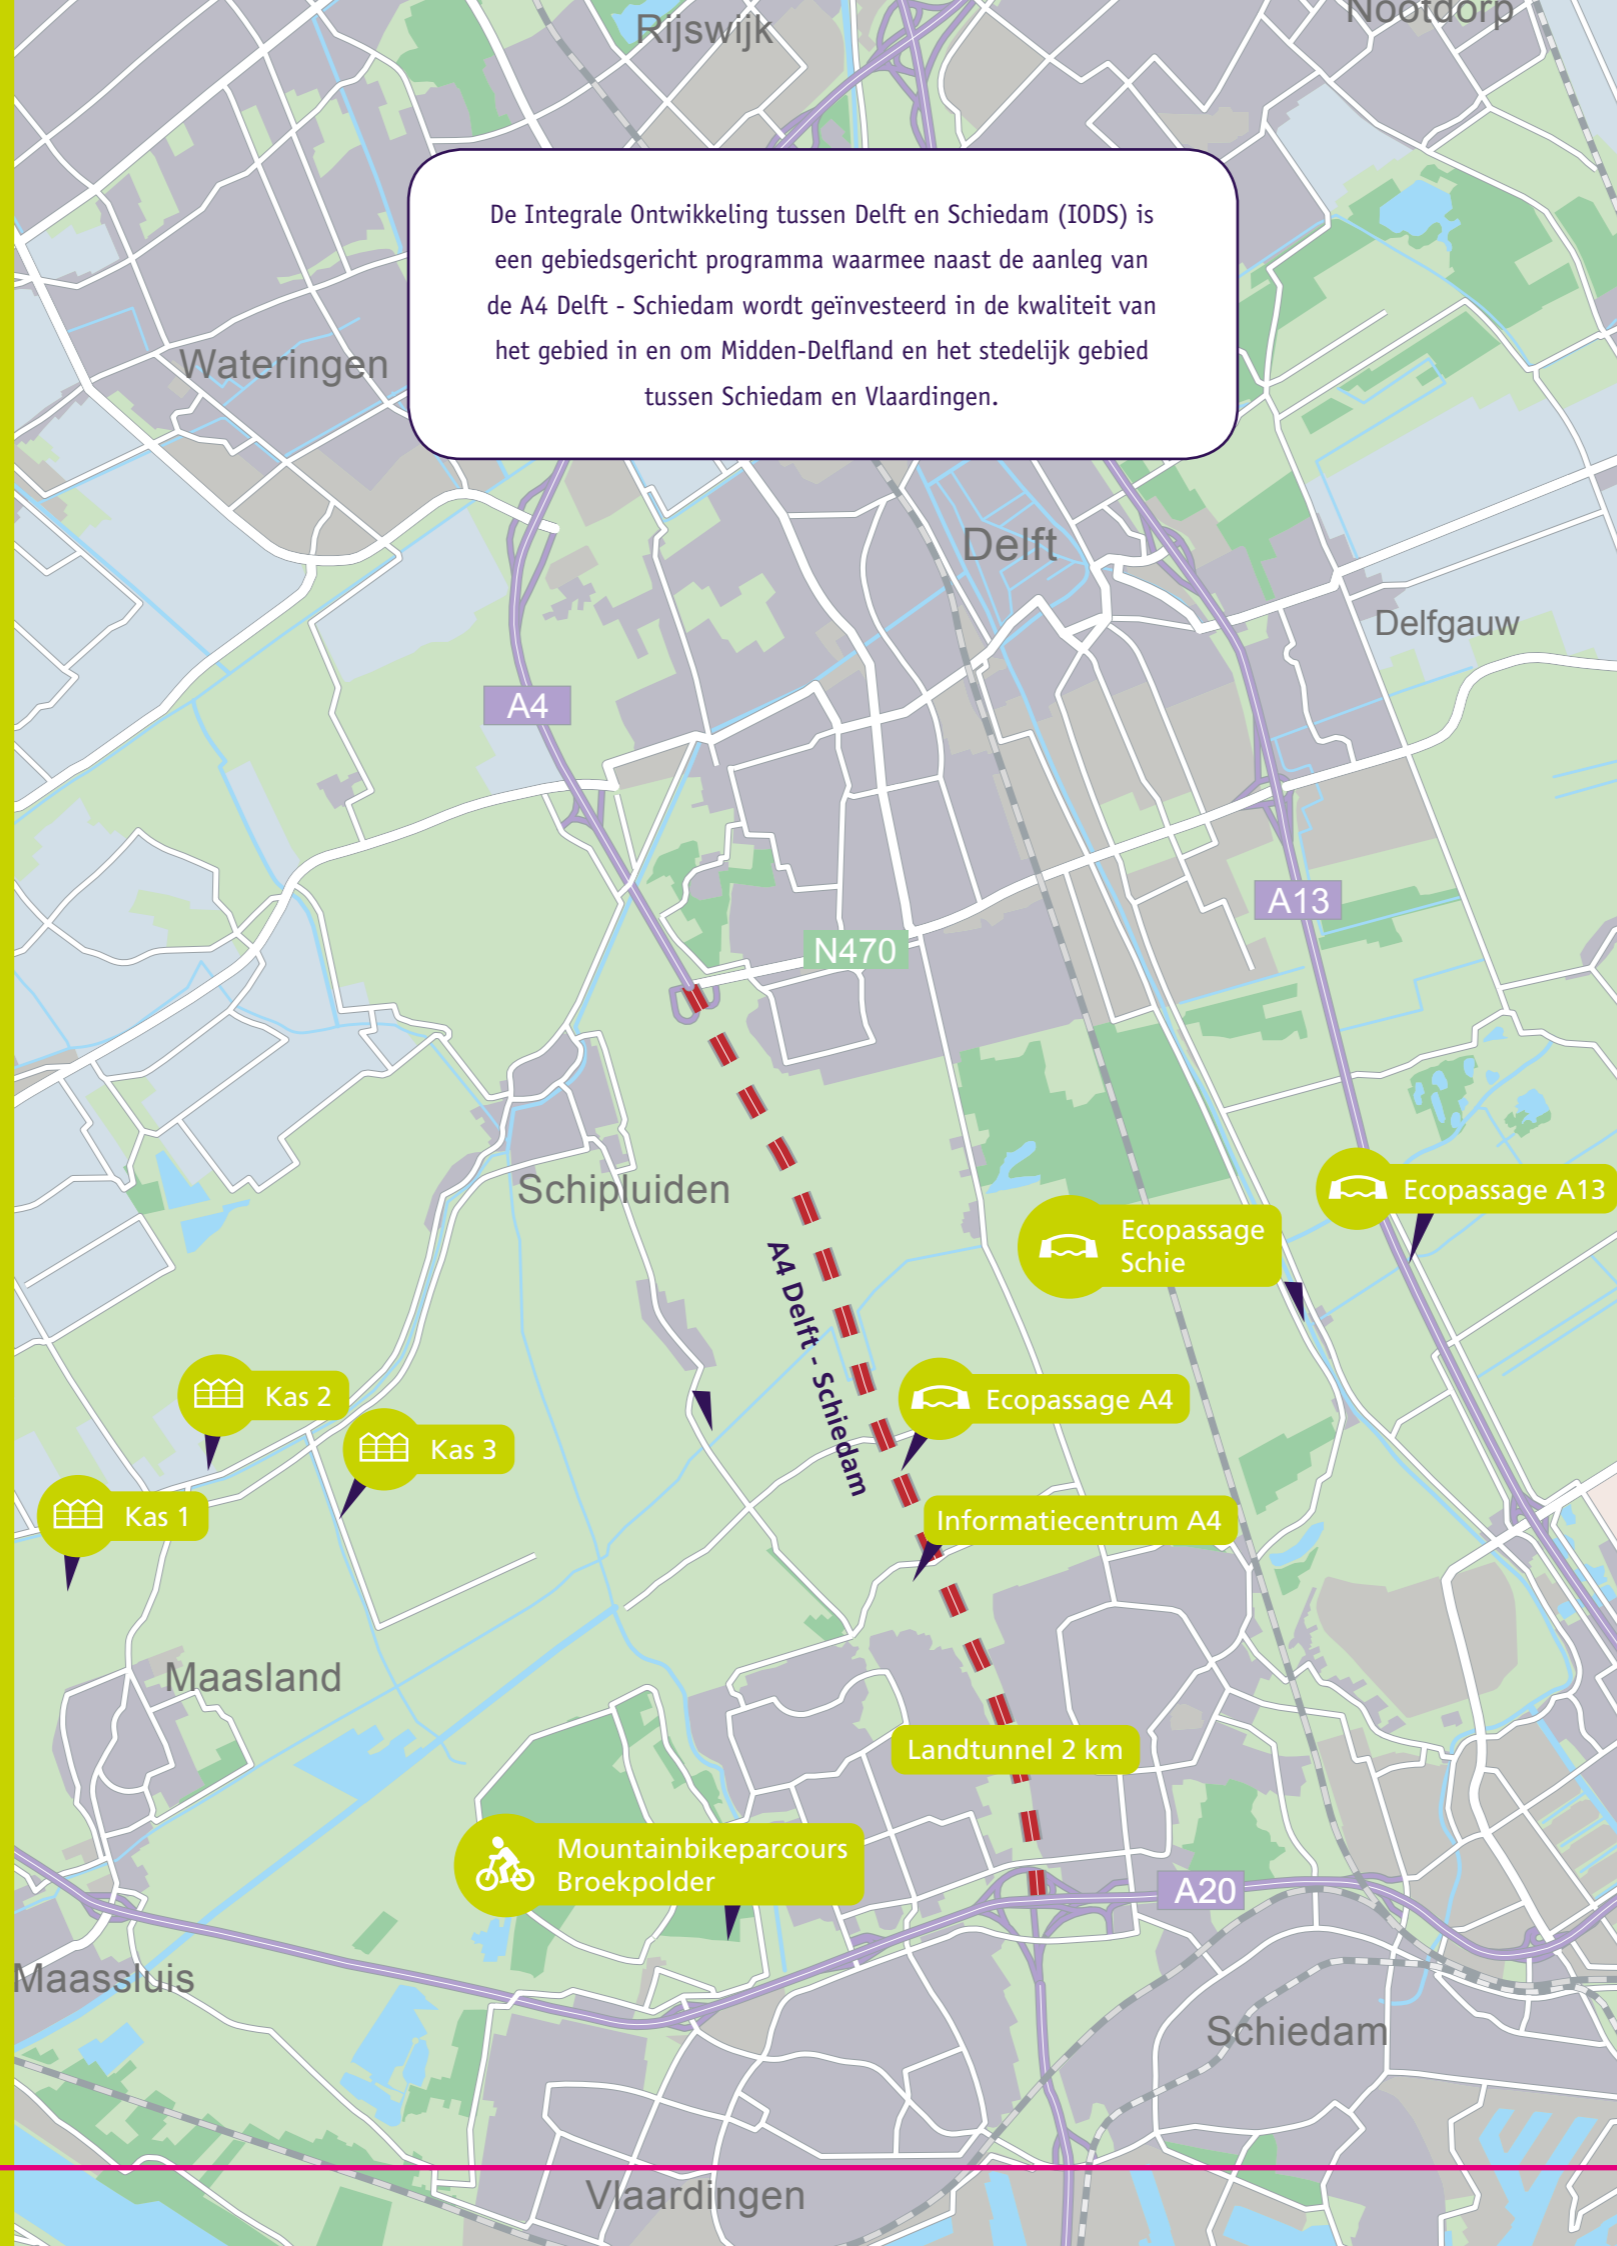 Rijswijk
Nootdorp
De Integrale Ontwikkeling tussen Delft en Schiedam (IODS) is
een gebiedsgericht programma waarmee naast de aanleg van
de A4 Delft - Schiedam wordt geïnvesteerd in de kwaliteit van
het gebied in en om Midden-Delfland en het stedelijk gebied
tussen Schiedam en Vlaardingen.
Wateringen
Delft
Delfgauw
A4
A13
N470
Schipluiden
Ecopassage A13
Ecopassage
Schie
A4 Delft - Schiedam
Kas 2
Ecopassage A4
Kas 3
Kas 1
Informatiecentrum A4
Maasland
Landtunnel 2 km
Mountainbikeparcours
Broekpolder
A20
Maassluis
Schiedam
Vlaardingen